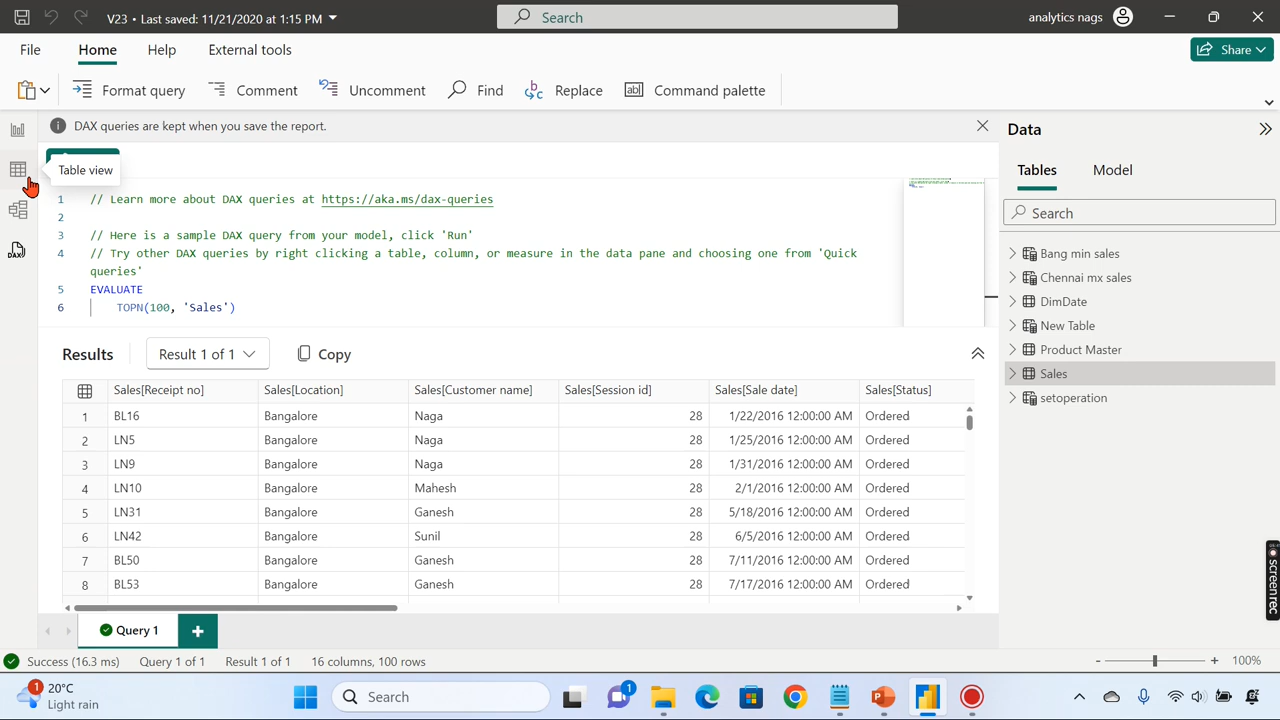 V23 • Last saved: 11/21/2020 at 1:15 PM
Search
analytics nags
File
Home
Help
External tools
Share
Format query
Comment
Uncomment
Find
Replace
Command palette
DAX queries are kept when you save the report.
Table view
DAX
1 // Learn more about DAX queries at https://aka.ms/dax-queries
2
3 // Here is a sample DAX query from your model, click 'Run'
4 // Try other DAX queries by right clicking a table, column, or measure in the data pane and choosing one from 'Quick
queries'
5 EVALUATE
6 TOPN(100, 'Sales')
Results
Result 1 of 1
Copy
Sales[Receipt no] Sales[Location] Sales[Customer name] Sales[Session id] Sales[Sale date] Sales[Status]
1 BL16 Bangalore Naga 28 1/22/2016 12:00:00 AM Ordered
2 LN5 Bangalore Naga 28 1/25/2016 12:00:00 AM Ordered
3 LN9 Bangalore Naga 28 1/31/2016 12:00:00 AM Ordered
4 LN10 Bangalore Mahesh 28 2/1/2016 12:00:00 AM Ordered
5 LN31 Bangalore Ganesh 28 5/18/2016 12:00:00 AM Ordered
6 LN42 Bangalore Sunil 28 6/5/2016 12:00:00 AM Ordered
7 BL50 Bangalore Ganesh 28 7/11/2016 12:00:00 AM Ordered
8 BL53 Bangalore Ganesh 28 7/17/2016 12:00:00 AM Ordered
Query 1
Data
Tables
Model
Search
Bang min sales
Chennai mx sales
DimDate
New Table
Product Master
Sales
setoperation
screenrec
Success (16.3 ms) Query 1 of 1 Result 1 of 1 16 columns, 100 rows
- + 100%
1
20°C
Light rain
Search
1